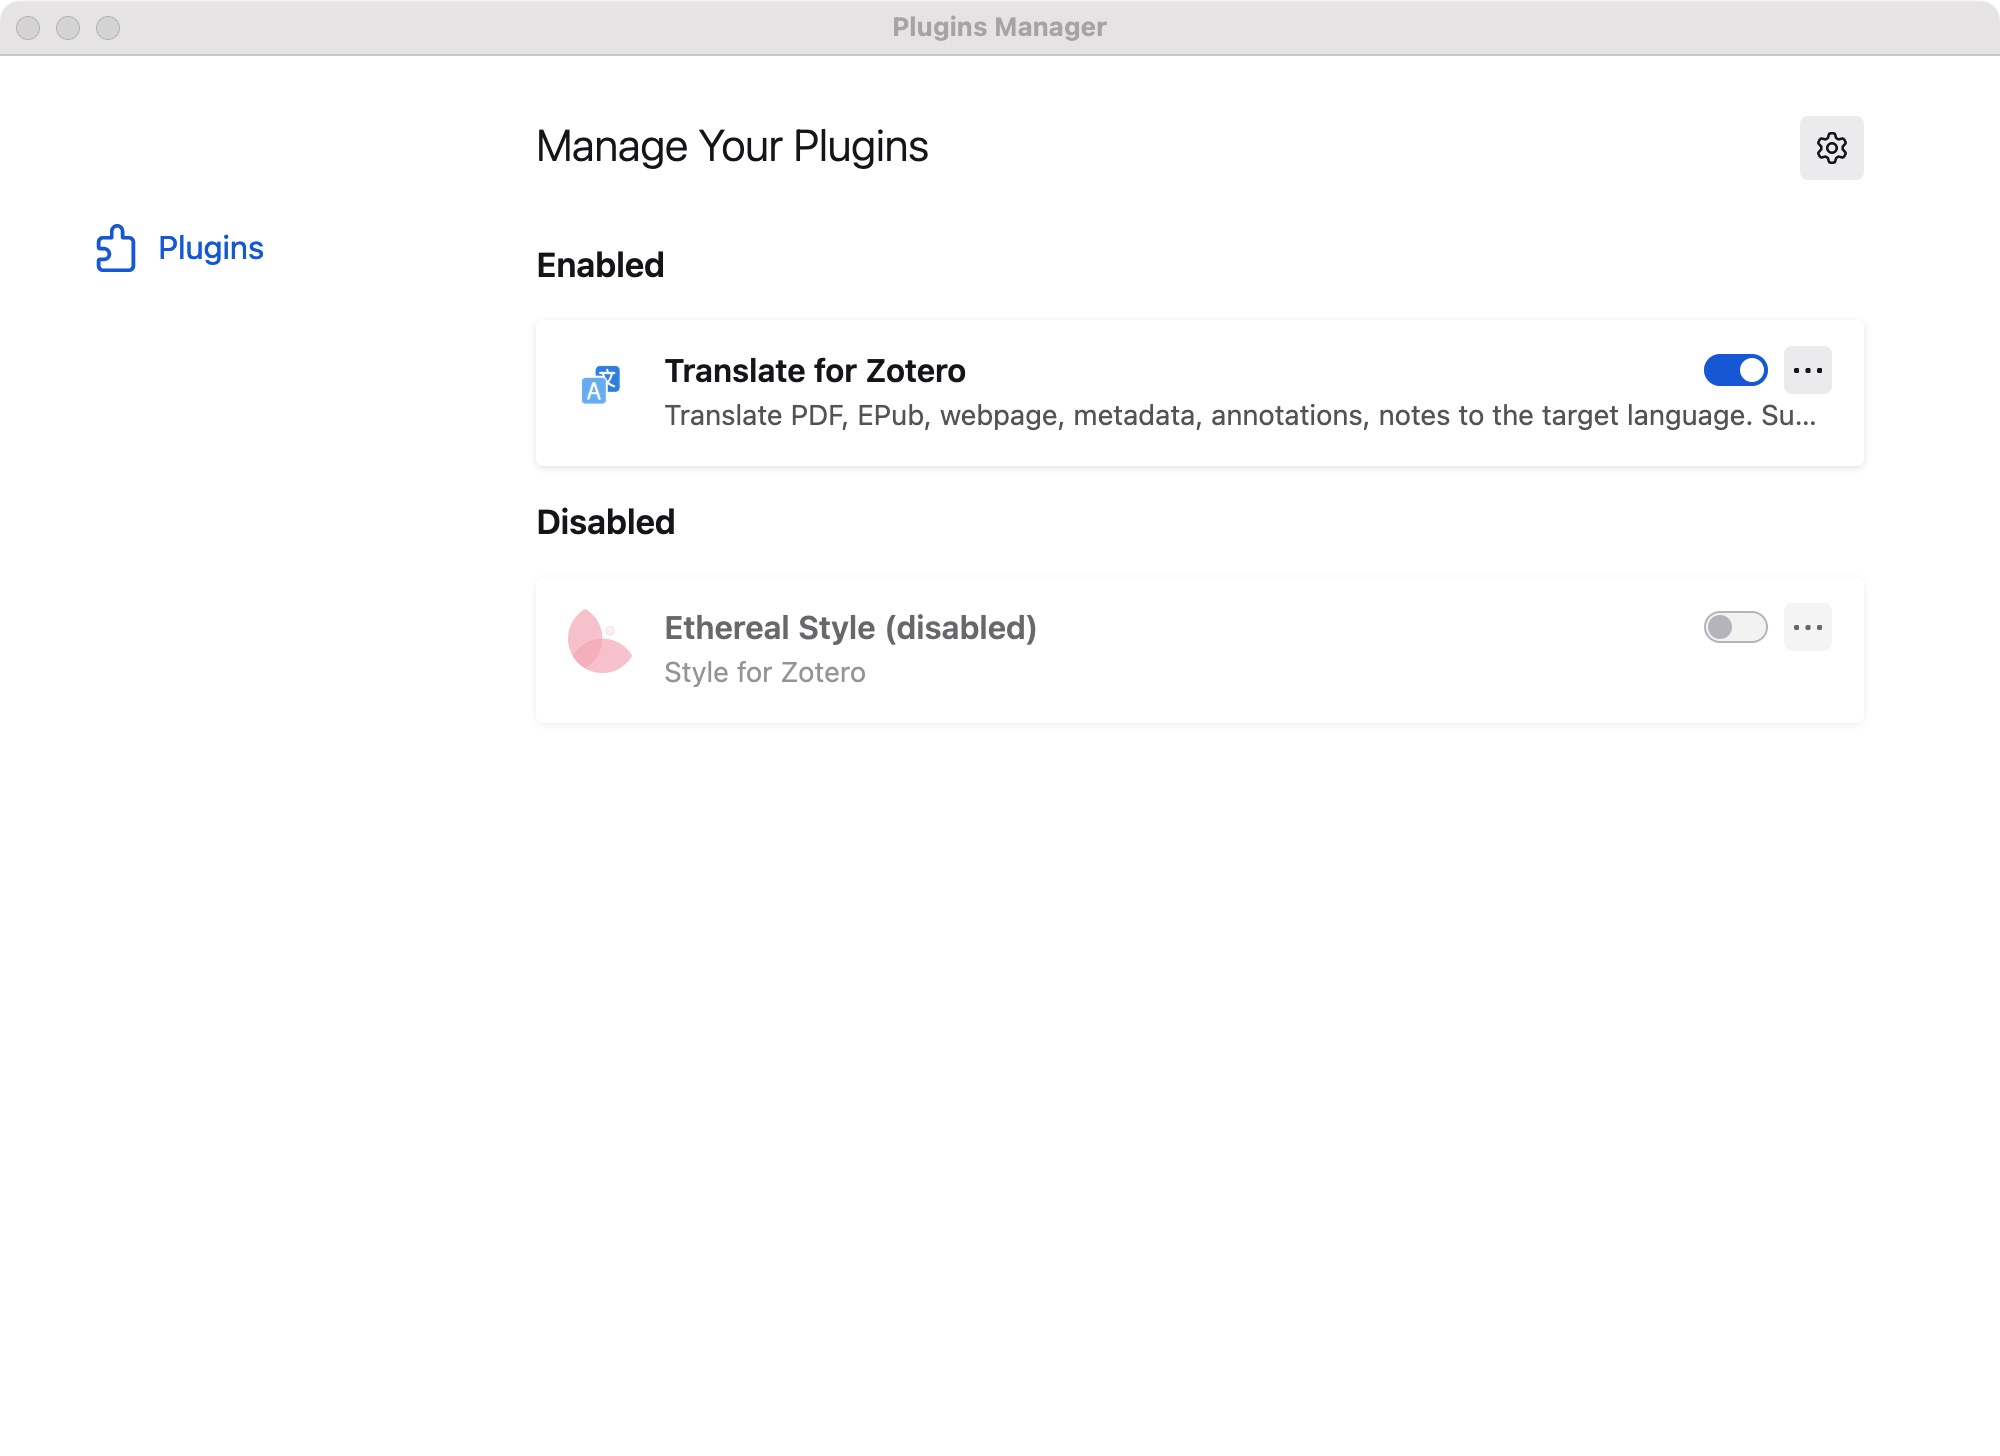 Plugins Manager
Manage Your Plugins
Plugins
Enabled
文
A
Translate for Zotero
Translate PDF, EPub, webpage, metadata, annotations, notes to the target language. Su...
Disabled
Ethereal Style (disabled)
Style for Zotero